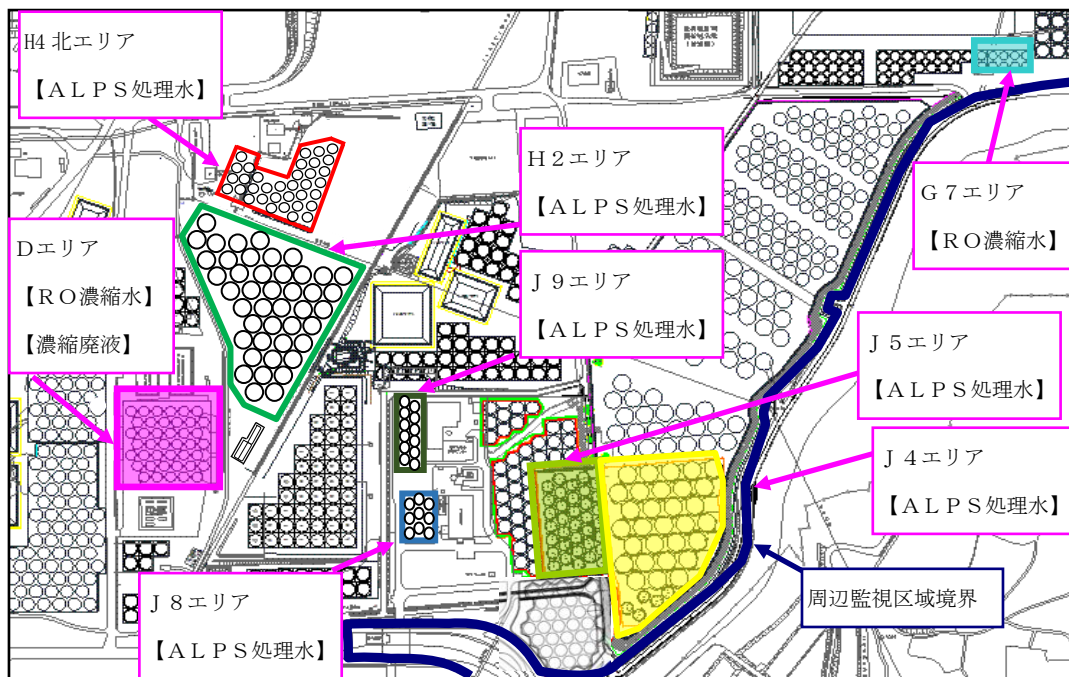 H4 北エリア
【ALPS処理水】
H2エリア
【ALPS処理水】
G7エリア
【RO濃縮水】
Dエリア
【RO濃縮水】
【濃縮廃液】
J9エリア
【ALPS処理水】
J5エリア
【ALPS処理水】
J4エリア
【ALPS処理水】
J8エリア
【ALPS処理水】
周辺監視区域境界